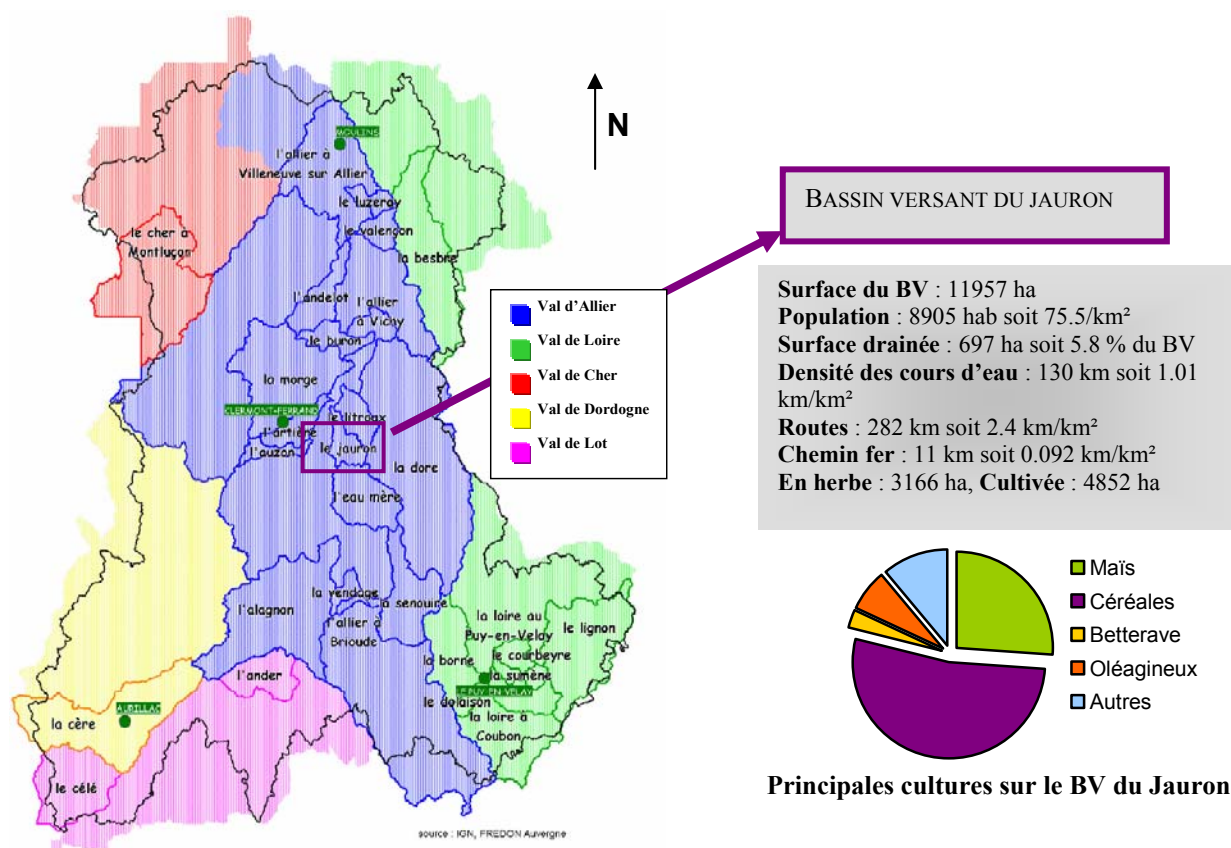 N
MOULINS
l'allier à
Villeneuve sur Allier
le luzeray
le valençon
le cher à
Montluçon
la besbre
l'andelot
l'allier
à Vichy
le buron
la morge
CLERMONT-FERRAND
le litroux
l'artière
l'auzon
le jauron
la dore
l'eau mère
la vendage
la senouire
l'alagnon
l'allier à
Brioude
la loire au
Puy-en-Velay
le lignon
la borne
le courbeyre
la sumène
LE PUY-EN-VELAY
le dolaison
la loire à
Coubon
l'ander
AURILLAC
la cère
le célé
source : IGN, FREDON Auvergne
Val d'Allier
Val de Loire
Val de Cher
Val de Dordogne
Val de Lot
BASSIN VERSANT DU JAURON
Surface du BV : 11957 ha
Population : 8905 hab soit 75.5/km²
Surface drainée : 697 ha soit 5.8 % du BV
Densité des cours d'eau : 130 km soit 1.01
km/km²
Routes : 282 km soit 2.4 km/km²
Chemin fer : 11 km soit 0.092 km/km²
En herbe : 3166 ha, Cultivée : 4852 ha
Maïs
Céréales
Betterave
Oléagineux
Autres
Principales cultures sur le BV du Jauron